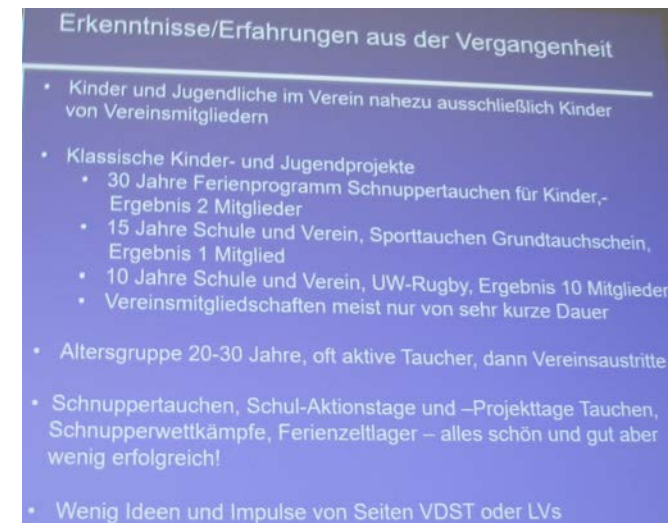 Erkenntnisse/Erfahrungen aus der Vergangenheit
• Kinder und Jugendliche im Verein nahezu ausschließlich Kinder
von Vereinsmitgliedern
• Klassische Kinder- und Jugendprojekte
• 30 Jahre Ferienprogramm Schnuppertauchen für Kinder,-
Ergebnis 2 Mitglieder
• 15 Jahre Schule und Verein, Sporttauchen Grundtauchschein,
Ergebnis 1 Mitglied
• 10 Jahre Schule und Verein, UW-Rugby, Ergebnis 10 Mitglieder
• Vereinsmitgliedschaften meist nur von sehr kurze Dauer
• Altersgruppe 20-30 Jahre, oft aktive Taucher, dann Vereinsaustritte
• Schnuppertauchen, Schul-Aktionstage und –Projekttage Tauchen,
Schnupperwettkämpfe, Ferienzeltlager – alles schön und gut aber
wenig erfolgreich!
• Wenig Ideen und Impulse von Seiten VDST oder LVs